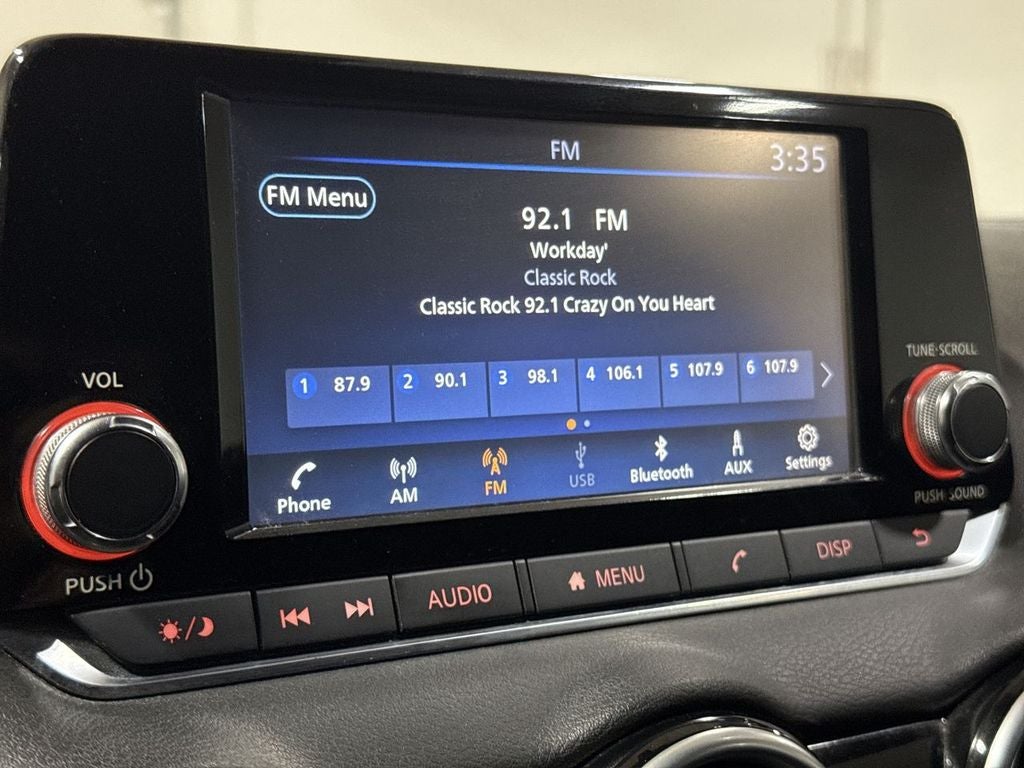 FM
3:35
FM Menu
92.1 FM
Workday'
Classic Rock
Classic Rock 92.1 Crazy On You Heart
1 87.9 2 90.1 3 98.1 4 106.1 5 107.9 6 107.9
Phone AM FM USB Bluetooth AUX Settings
VOL
PUSH
TUNE·SCROLL
PUSH SOUND
AUDIO
MENU
DISP